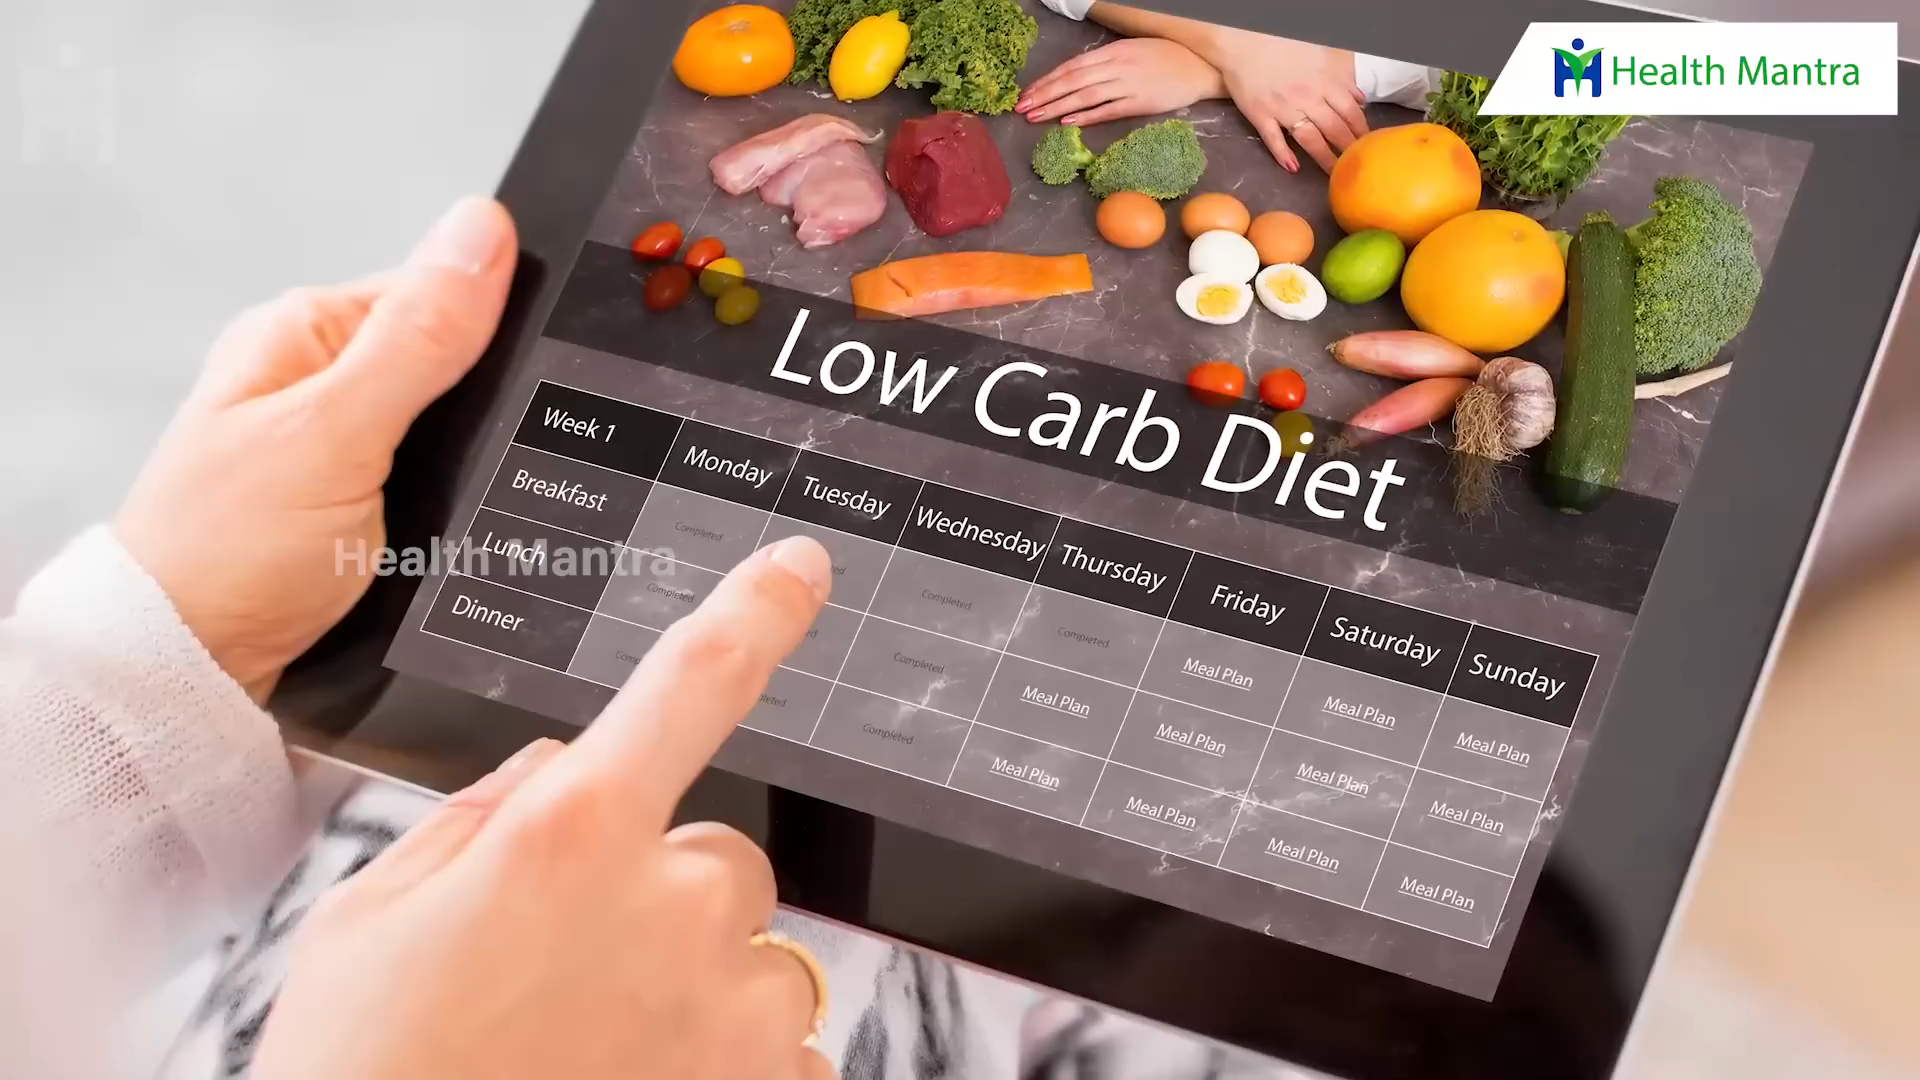 Health Mantra
Low Carb Diet
Week 1 Monday Tuesday Wednesday Thursday Friday Saturday Sunday
Breakfast Completed Completed Completed Meal Plan Meal Plan Meal Plan
Lunch Completed Completed Meal Plan Meal Plan Meal Plan Meal Plan
Dinner Completed Meal Plan Meal Plan Meal Plan Meal Plan
Health Mantra